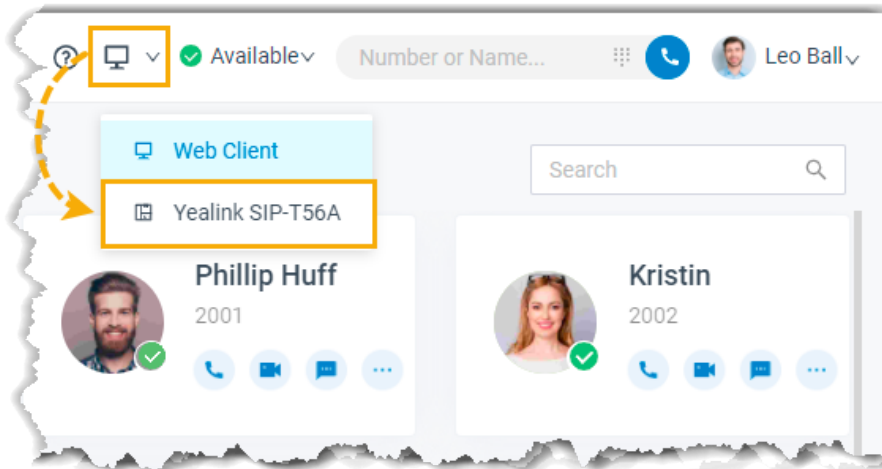 Available
Number or Name...
Leo Ball
Web Client
Search
Yealink SIP-T56A
Phillip Huff
Kristin
2001
2002